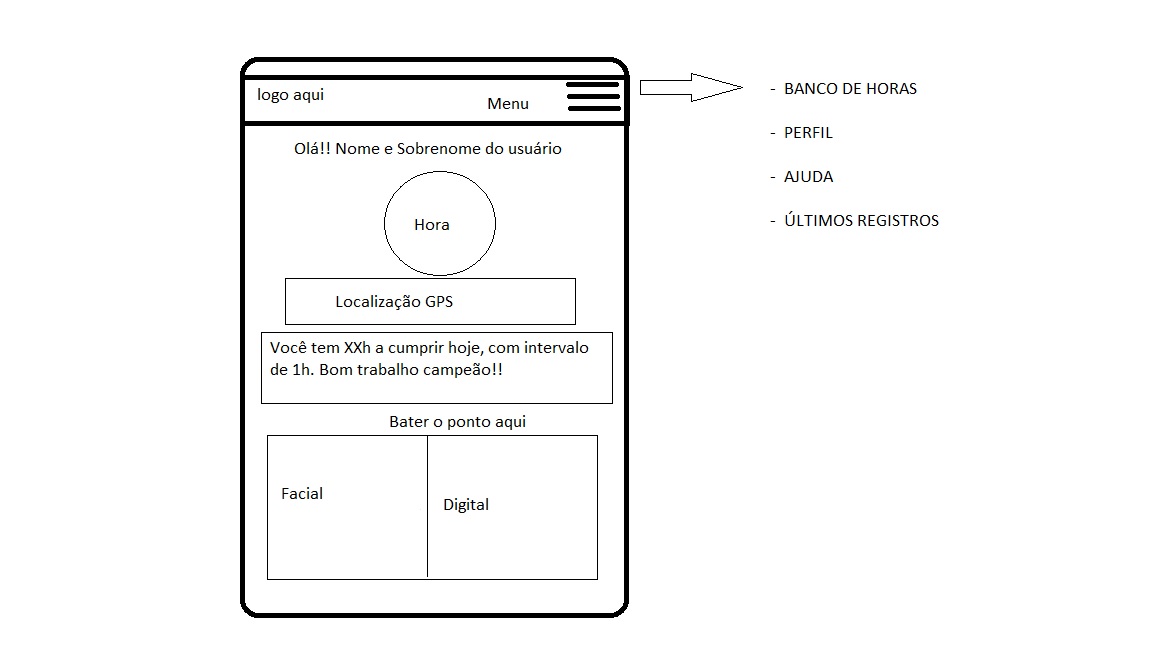 logo aqui
Menu
- BANCO DE HORAS
- PERFIL
- AJUDA
- ÚLTIMOS REGISTROS
Olá!! Nome e Sobrenome do usuário
Hora
Localização GPS
Você tem XXh a cumprir hoje, com intervalo
de 1h. Bom trabalho campeão!!
Bater o ponto aqui
Facial
Digital